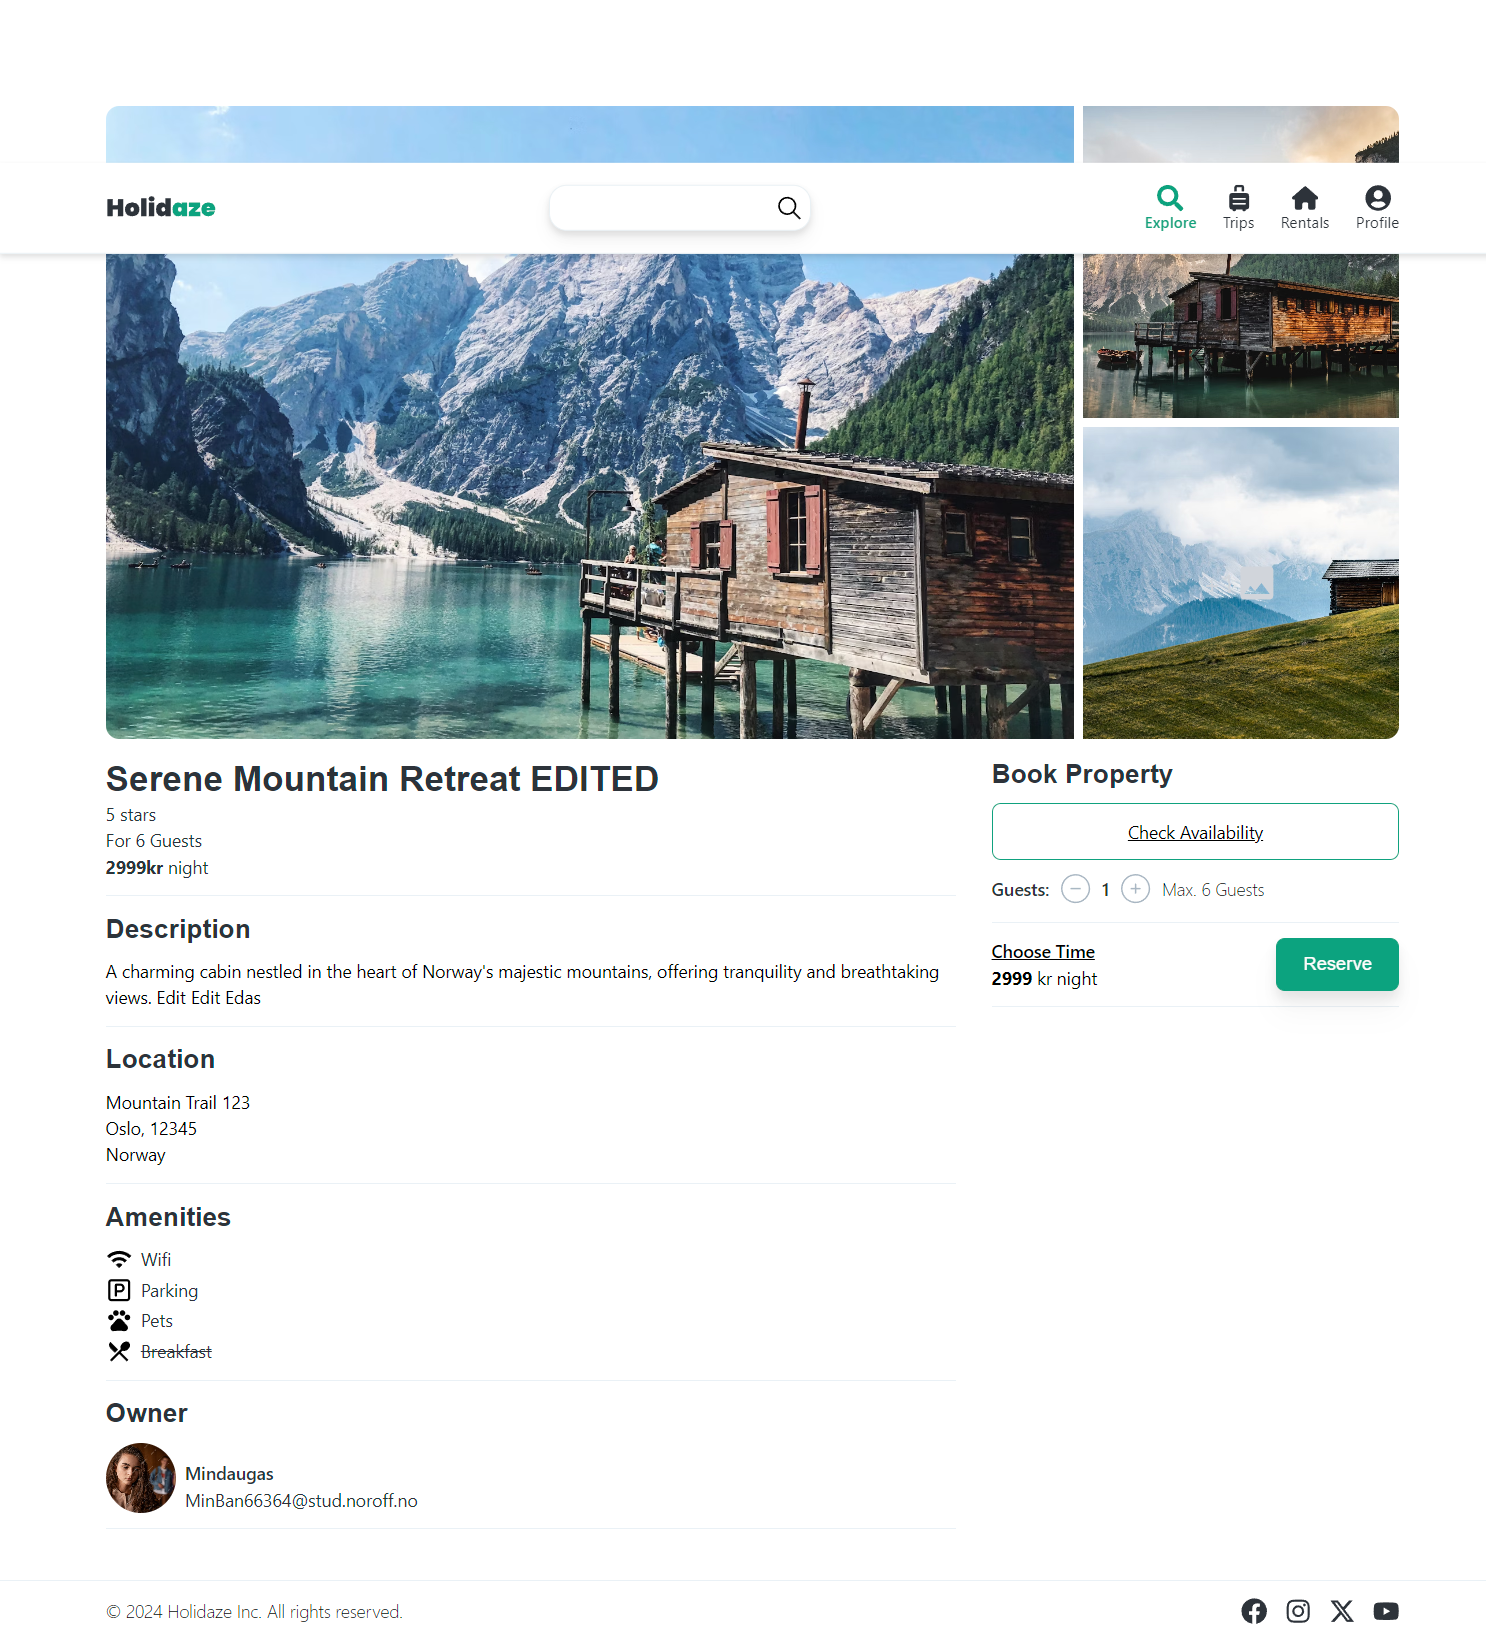 Holidaze
Explore
Trips
Rentals
Profile
Serene Mountain Retreat EDITED
5 stars
For 6 Guests
2999kr night
Description
A charming cabin nestled in the heart of Norway's majestic mountains, offering tranquility and breathtaking
views. Edit Edit Edas
Location
Mountain Trail 123
Oslo, 12345
Norway
Amenities
Wifi
Parking
Pets
Breakfast
Owner
Mindaugas
MinBan66364@stud.noroff.no
Book Property
Check Availability
Guests: 1 Max. 6 Guests
Choose Time
2999 kr night
Reserve
© 2024 Holidaze Inc. All rights reserved.